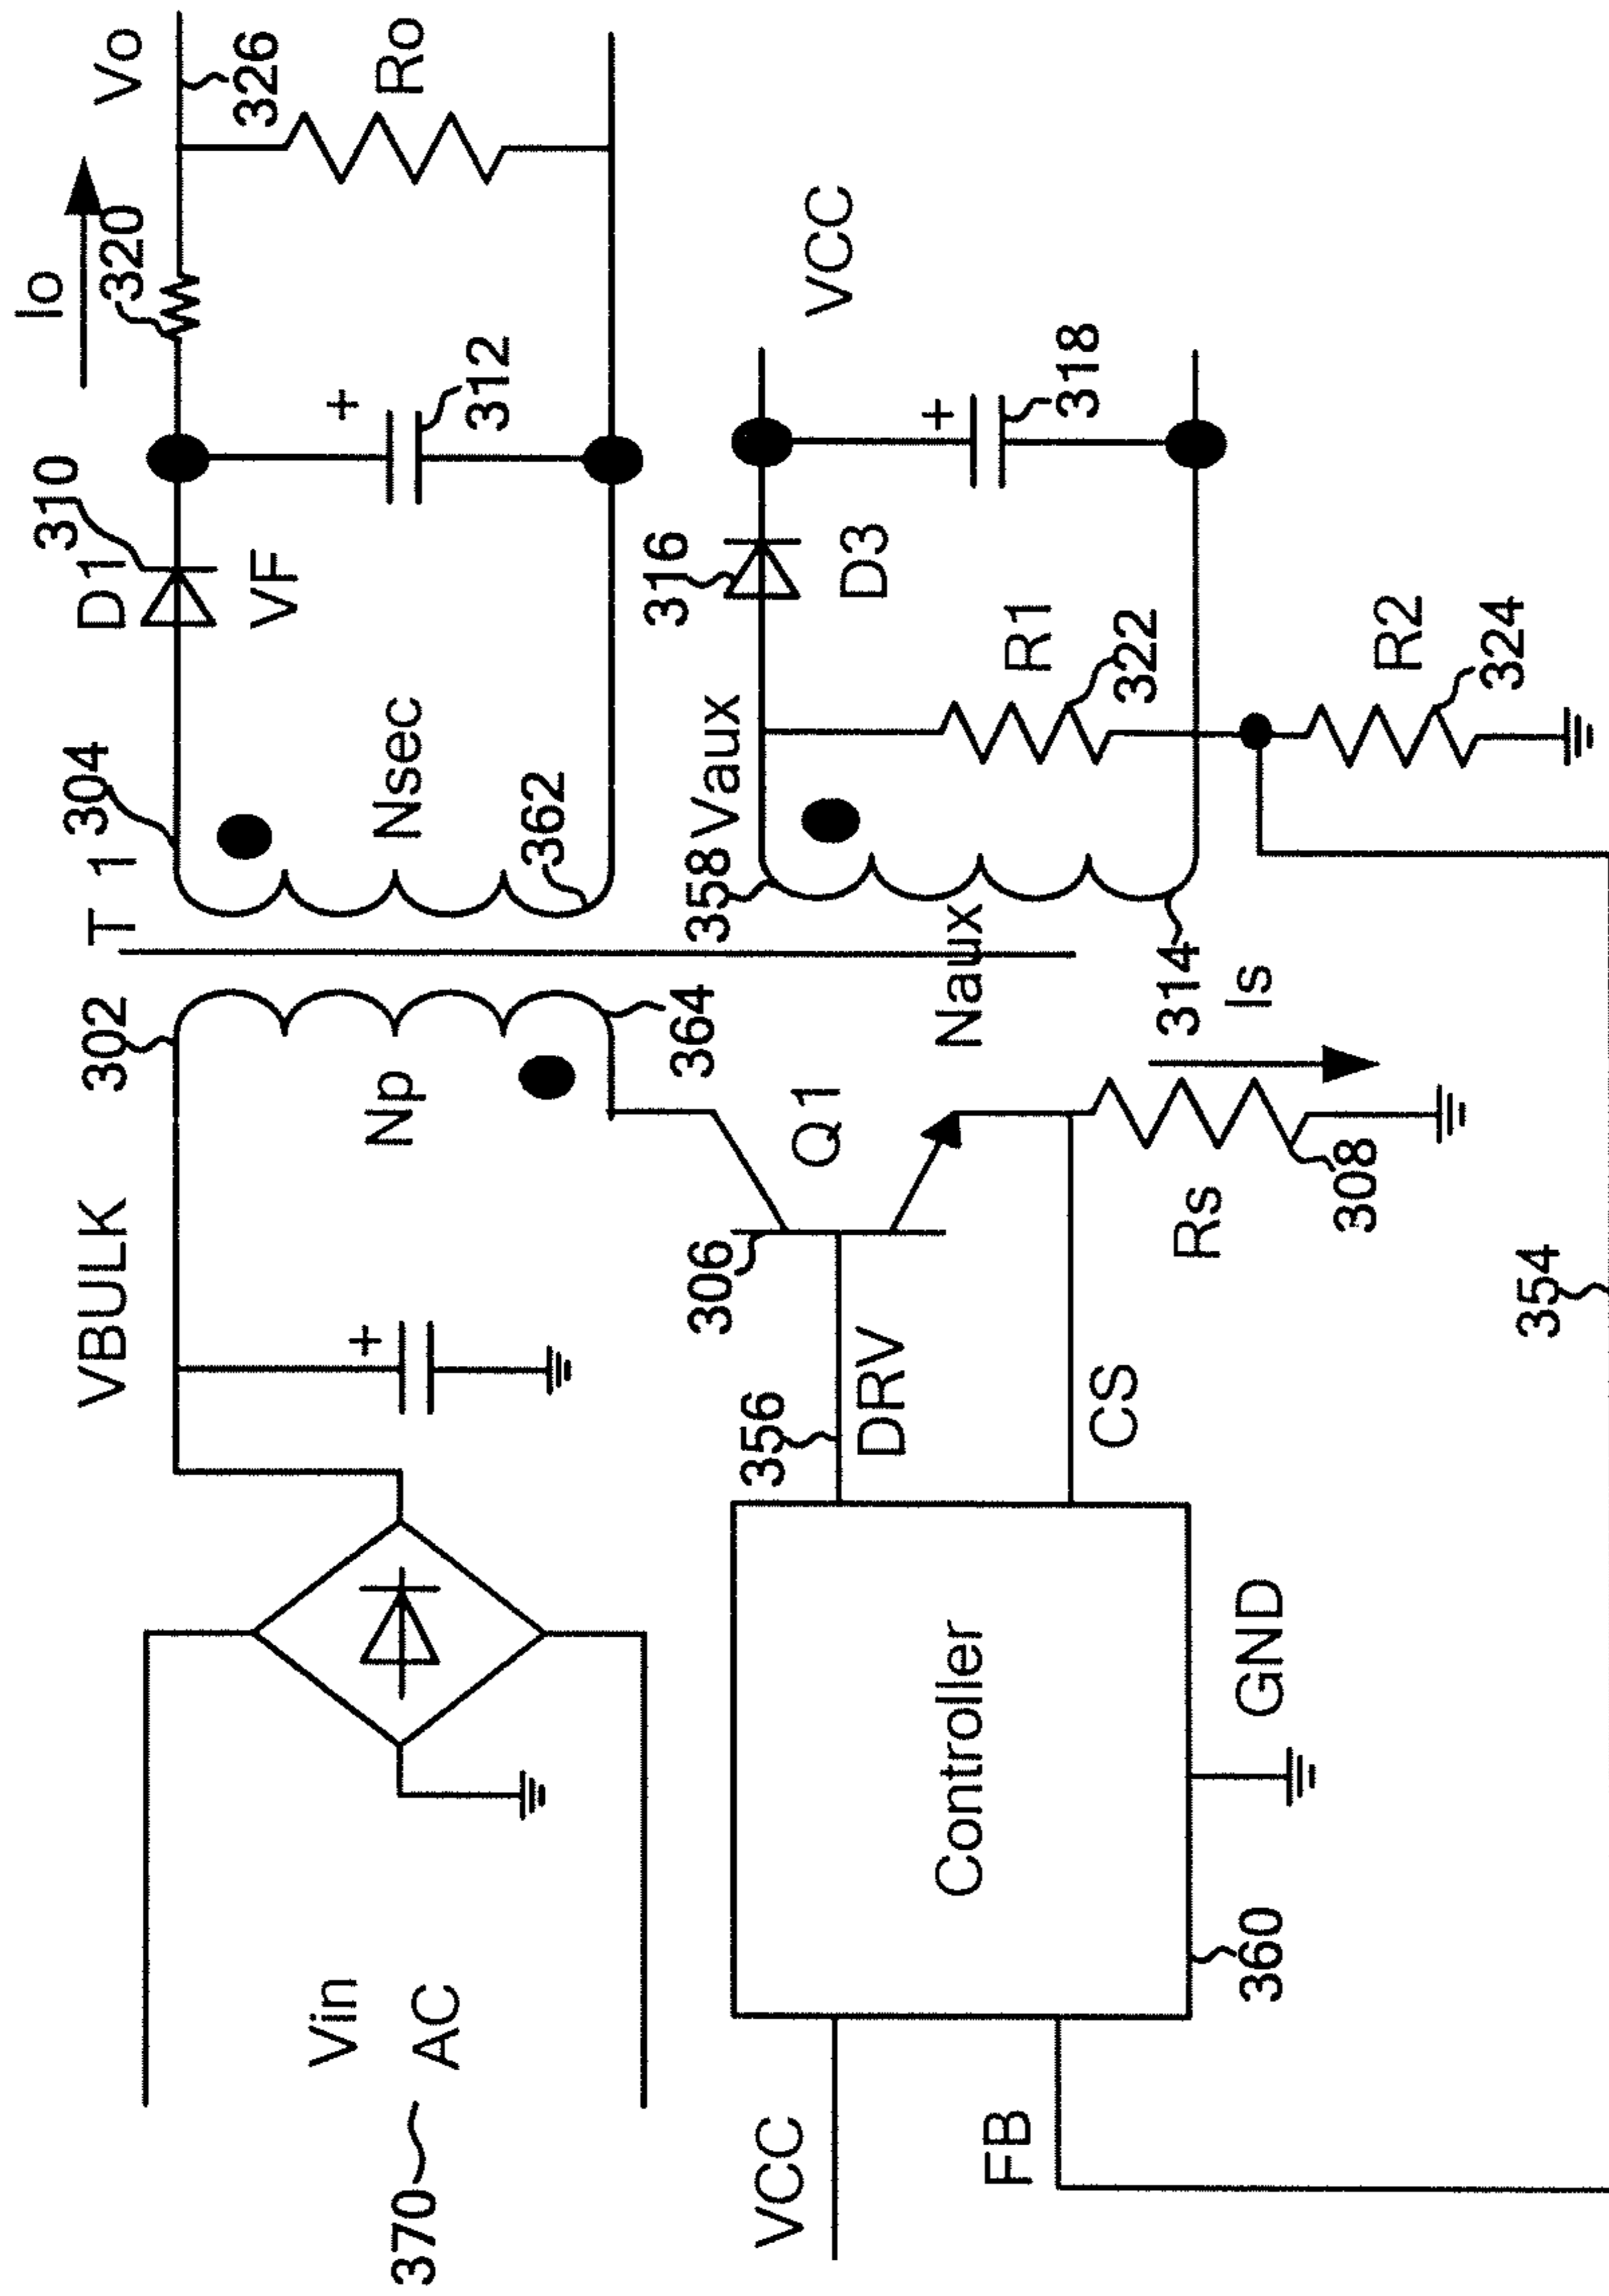 Vin
AC
370
VBULK
302
Np
364
T 1
304
Nsec
362
D1
310
VF
Io
320
+
312
Vo
326
Ro
+
VCC
FB
Controller
360
GND
356
DRV
CS
306
Q1
Rs
308
Is
358
Vaux
Naux
314
316
D3
R1
322
+
318
VCC
R2
324
354